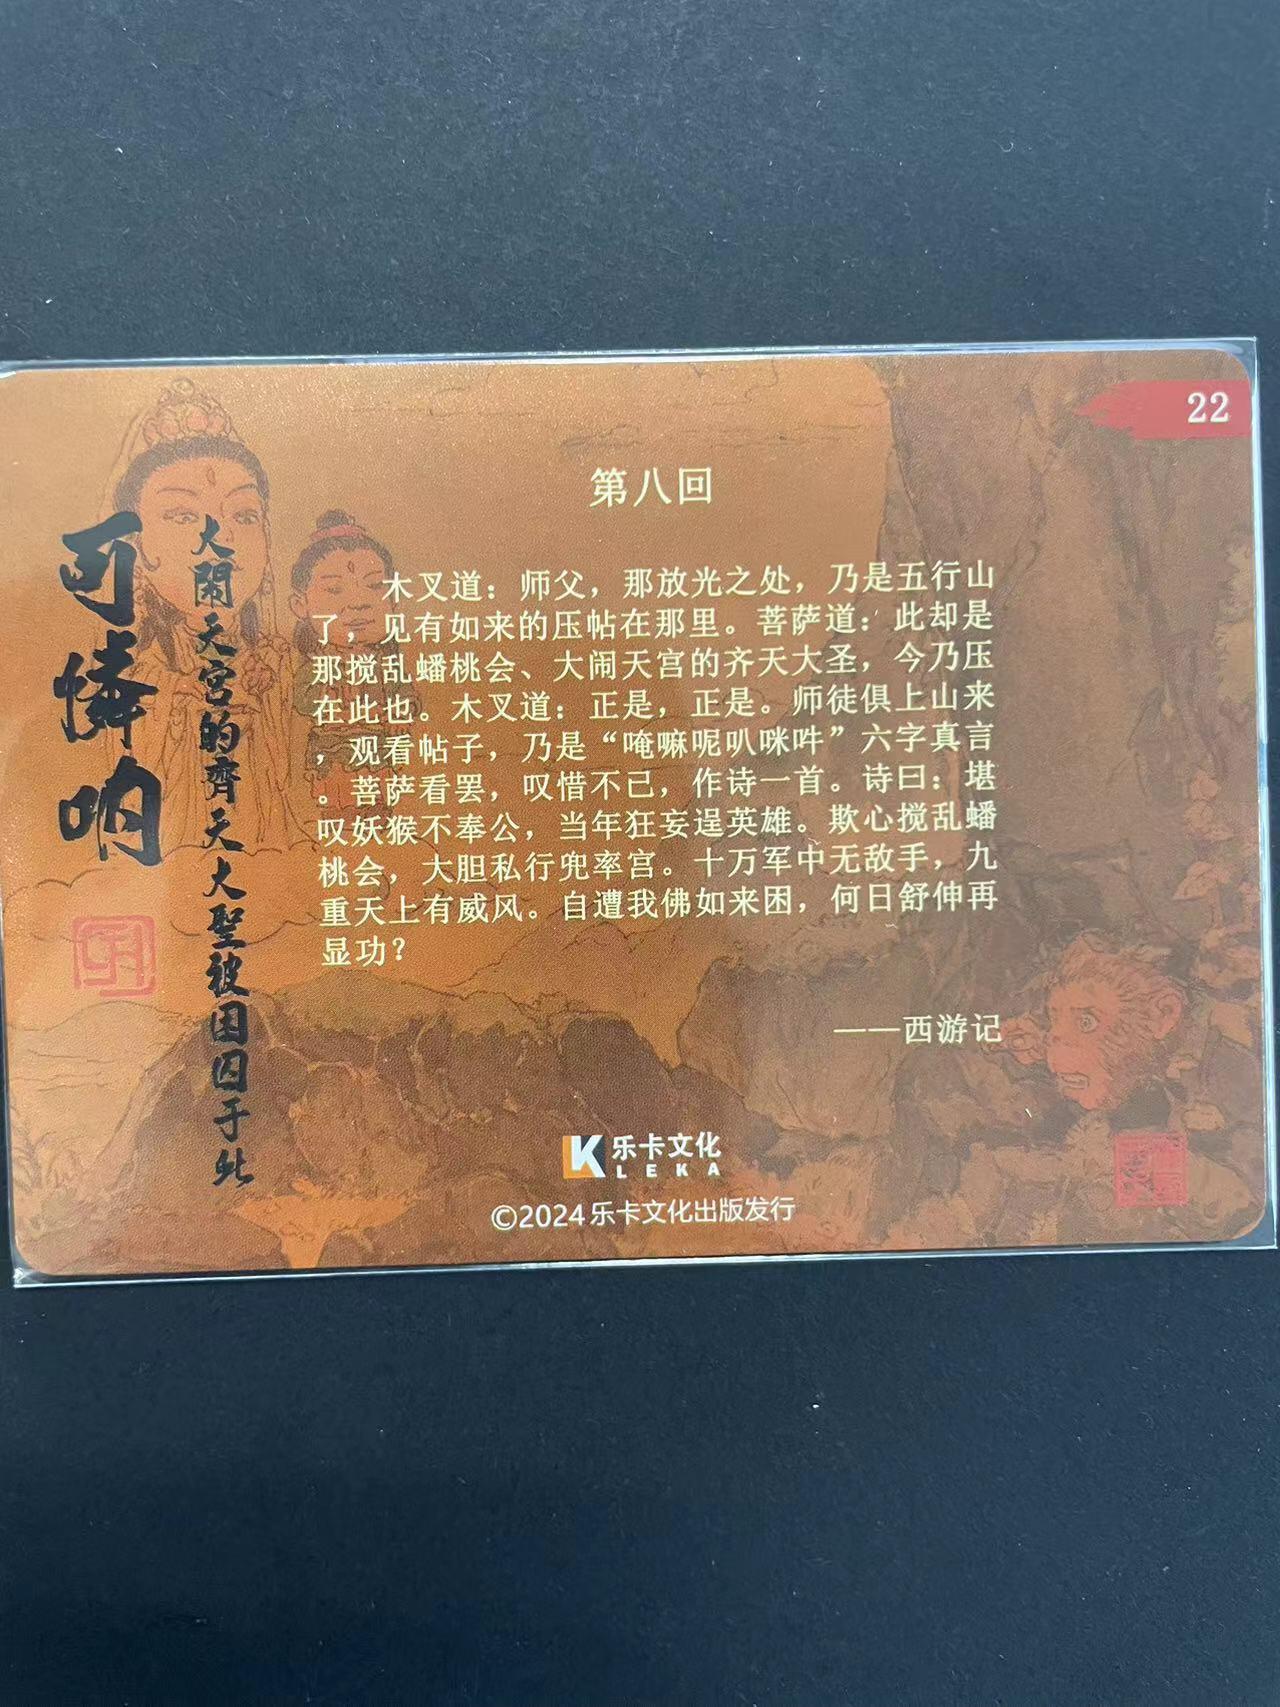 22
第八回
木叉道：师父，那放光之处，乃是五行山
了，见有如来的压帖在那里。菩萨道：此却是
那搅乱蟠桃会、大闹天宫的齐天大圣，今乃压
在此也。木叉道：正是，正是。师徒俱上山来
，观看帖子，乃是“唵嘛呢叭咪吽”六字真言
。菩萨看罢，叹惜不已，作诗一首。诗曰：堪
叹妖猴不奉公，当年狂妄逞英雄。欺心搅乱蟠
桃会，大胆私行兜率宫。十万军中无敌手，九
重天上有威风。自遭我佛如来困，何日舒伸再
显功？
——西游记
可憐吶
大鬧天宮的齊天大聖被困囚于此
LK乐卡文化
LEKA
©2024乐卡文化出版发行